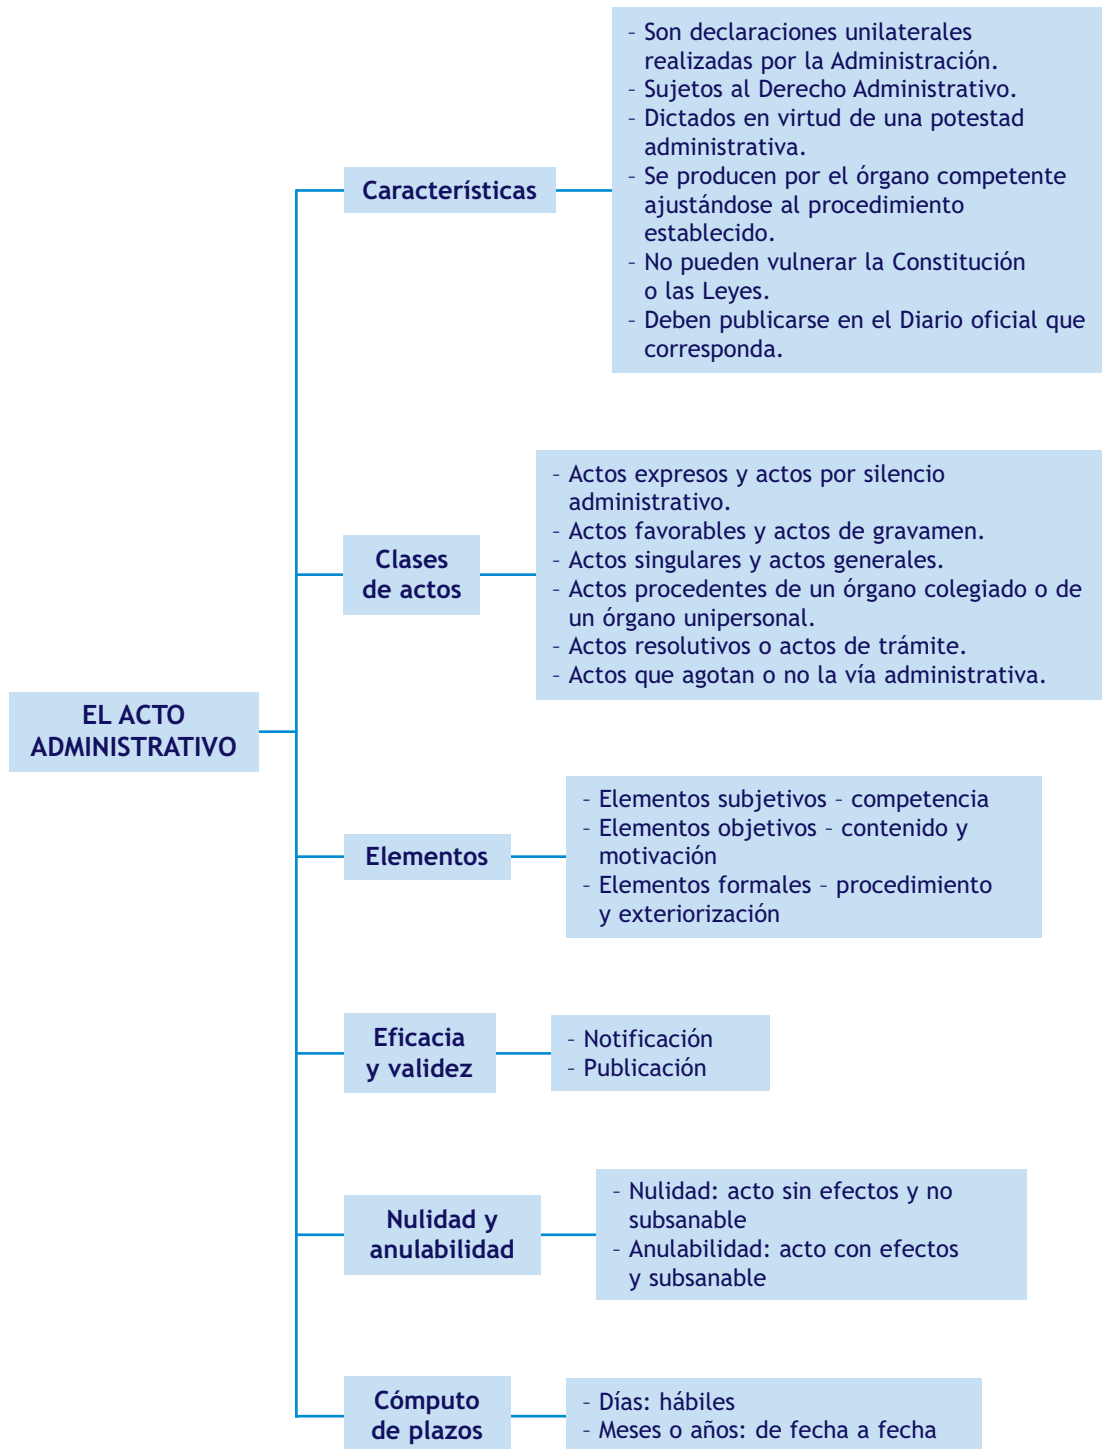 EL ACTO
ADMINISTRATIVO
Características
– Son declaraciones unilaterales
realizadas por la Administración.
– Sujetos al Derecho Administrativo.
– Dictados en virtud de una potestad
administrativa.
– Se producen por el órgano competente
ajustándose al procedimiento
establecido.
– No pueden vulnerar la Constitución
o las Leyes.
– Deben publicarse en el Diario oficial que
corresponda.
Clases
de actos
– Actos expresos y actos por silencio
administrativo.
– Actos favorables y actos de gravamen.
– Actos singulares y actos generales.
– Actos procedentes de un órgano colegiado o de
un órgano unipersonal.
– Actos resolutivos o actos de trámite.
– Actos que agotan o no la vía administrativa.
Elementos
– Elementos subjetivos – competencia
– Elementos objetivos – contenido y
motivación
– Elementos formales – procedimiento
y exteriorización
Eficacia
y validez
– Notificación
– Publicación
Nulidad y
anulabilidad
– Nulidad: acto sin efectos y no
subsanable
– Anulabilidad: acto con efectos
y subsanable
Cómputo
de plazos
– Días: hábiles
– Meses o años: de fecha a fecha